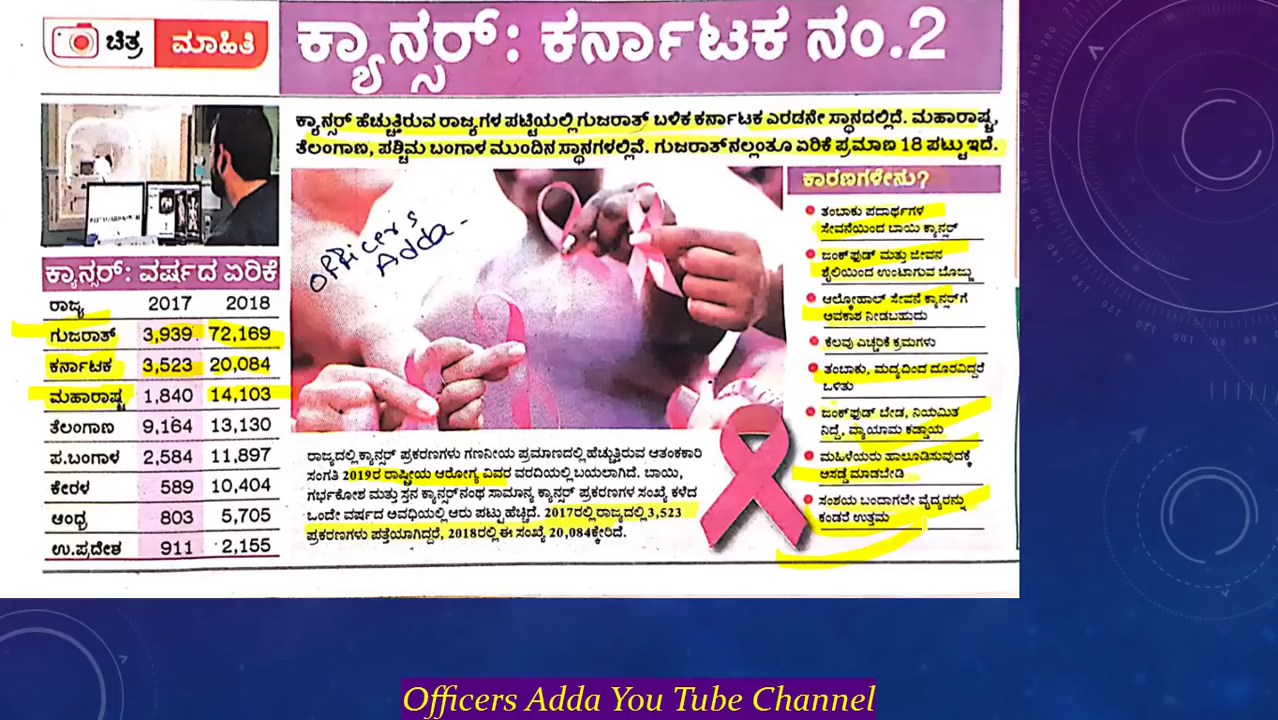 ಚಿತ್ರ ಮಾಹಿತಿ
ಕ್ಯಾನ್ಸರ್: ಕರ್ನಾಟಕ ನಂ.2
ಕ್ಯಾನ್ಸರ್ ಹೆಚ್ಚುತ್ತಿರುವ ರಾಜ್ಯಗಳ ಪಟ್ಟಿಯಲ್ಲಿ ಗುಜರಾತ್ ಬಳಿಕ ಕರ್ನಾಟಕ ಎರಡನೇ ಸ್ಥಾನದಲ್ಲಿದೆ. ಮಹಾರಾಷ್ಟ್ರ,
ತೆಲಂಗಾಣ, ಪಶ್ಚಿಮ ಬಂಗಾಳ ಮುಂದಿನ ಸ್ಥಾನಗಳಲ್ಲಿವೆ. ಗುಜರಾತ್‌ನಲ್ಲಂತೂ ಏರಿಕೆ ಪ್ರಮಾಣ 18 ಪಟ್ಟು ಇದೆ.
ಕ್ಯಾನ್ಸರ್: ವರ್ಷದ ಏರಿಕೆ
ರಾಜ್ಯ 2017 2018
ಗುಜರಾತ್ 3,939 72,169
ಕರ್ನಾಟಕ 3,523 20,084
ಮಹಾರಾಷ್ಟ್ರ 1,840 14,103
ತೆಲಂಗಾಣ 9,164 13,130
ಪ.ಬಂಗಾಳ 2,584 11,897
ಕೇರಳ 589 10,404
ಆಂಧ್ರ 803 5,705
ಉ.ಪ್ರದೇಶ 911 2,155
Officers
Adda -
ರಾಜ್ಯದಲ್ಲಿ ಕ್ಯಾನ್ಸರ್ ಪ್ರಕರಣಗಳು ಗಣನೀಯ ಪ್ರಮಾಣದಲ್ಲಿ ಹೆಚ್ಚುತ್ತಿರುವ ಆತಂಕಕಾರಿ
ಸಂಗತಿ 2019ರ ರಾಷ್ಟ್ರೀಯ ಆರೋಗ್ಯ ವಿವರ ವರದಿಯಲ್ಲಿ ಬಯಲಾಗಿದೆ. ಬಾಯಿ,
ಗರ್ಭಕೋಶ ಮತ್ತು ಸ್ತನ ಕ್ಯಾನ್ಸರ್‌ನಂಥ ಸಾಮಾನ್ಯ ಕ್ಯಾನ್ಸರ್ ಪ್ರಕರಣಗಳ ಸಂಖ್ಯೆ ಕಳೆದ
ಒಂದೇ ವರ್ಷದ ಅವಧಿಯಲ್ಲಿ ಆರು ಪಟ್ಟು ಹೆಚ್ಚಿದೆ. 2017ರಲ್ಲಿ ರಾಜ್ಯದಲ್ಲಿ 3,523
ಪ್ರಕರಣಗಳು ಪತ್ತೆಯಾಗಿದ್ದರೆ, 2018ರಲ್ಲಿ ಈ ಸಂಖ್ಯೆ 20,084ಕ್ಕೇರಿದೆ.
ಕಾರಣಗಳೇನು?
ತಂಬಾಕು ಪದಾರ್ಥಗಳ
ಸೇವನೆಯಿಂದ ಬಾಯಿ ಕ್ಯಾನ್ಸರ್
ಜಂಕ್‌ಫುಡ್ ಮತ್ತು ಜೀವನ
ಶೈಲಿಯಿಂದ ಉಂಟಾಗುವ ಬೊಜ್ಜು
ಆಲ್ಕೋಹಾಲ್ ಸೇವನೆ ಕ್ಯಾನ್ಸರ್‌ಗೆ
ಅವಕಾಶ ನೀಡಬಹುದು
ಕೆಲವು ಎಚ್ಚರಿಕೆ ಕ್ರಮಗಳು
ತಂಬಾಕು, ಮದ್ಯದಿಂದ ದೂರವಿದ್ದರೆ
ಒಳಿತು
ಜಂಕ್‌ಫುಡ್ ಬೇಡ, ನಿಯಮಿತ
ನಿದ್ದೆ, ವ್ಯಾಯಾಮ ಕಡ್ಡಾಯ
ಮಹಿಳೆಯರು ಹಾಲೂಡಿಸುವುದಕ್ಕೆ
ಅಸಡ್ಡೆ ಮಾಡಬೇಡಿ
ಸಂಶಯ ಬಂದಾಗಲೇ ವೈದ್ಯರನ್ನು
ಕಂಡರೆ ಉತ್ತಮ
Officers Adda You Tube Channel